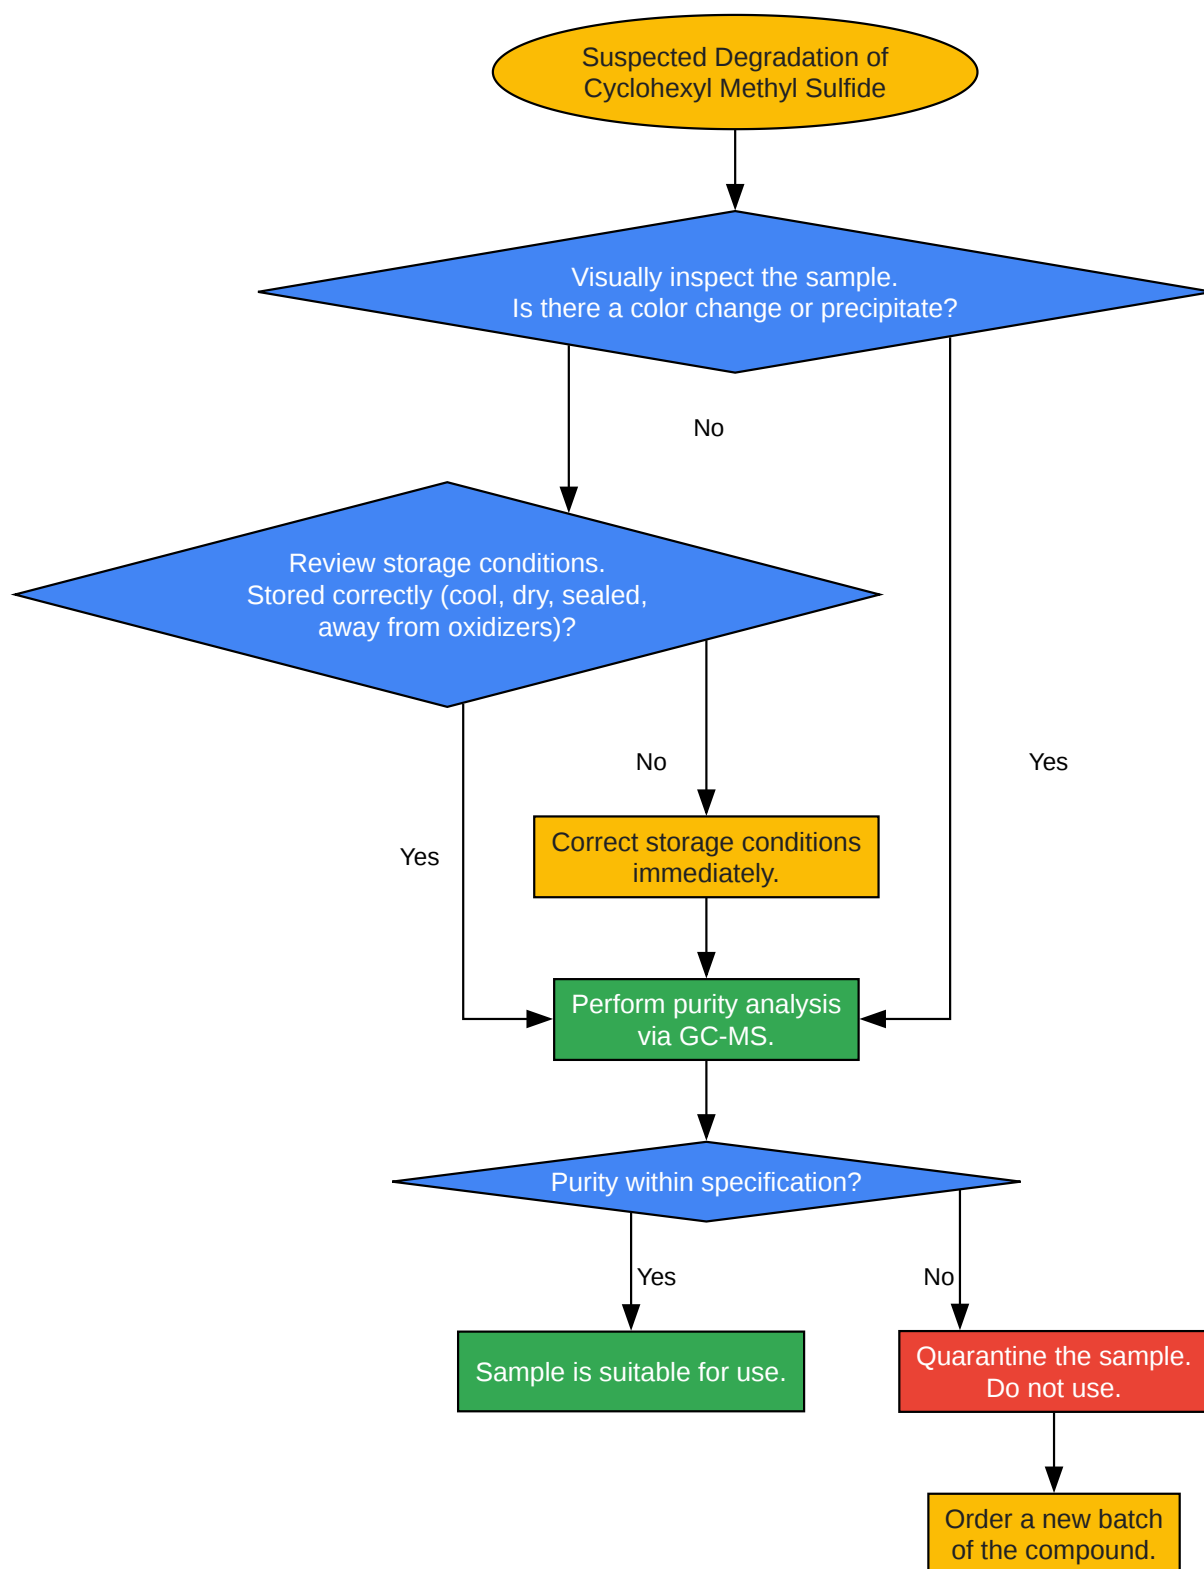 Suspected Degradation of
Cyclohexyl Methyl Sulfide
Visually inspect the sample.
Is there a color change or precipitate?
No
Review storage conditions.
Stored correctly (cool, dry, sealed,
away from oxidizers)?
No
Yes
Correct storage conditions
immediately.
Yes
Perform purity analysis
via GC-MS.
Purity within specification?
Yes
No
Sample is suitable for use.
Quarantine the sample.
Do not use.
Order a new batch
of the compound.